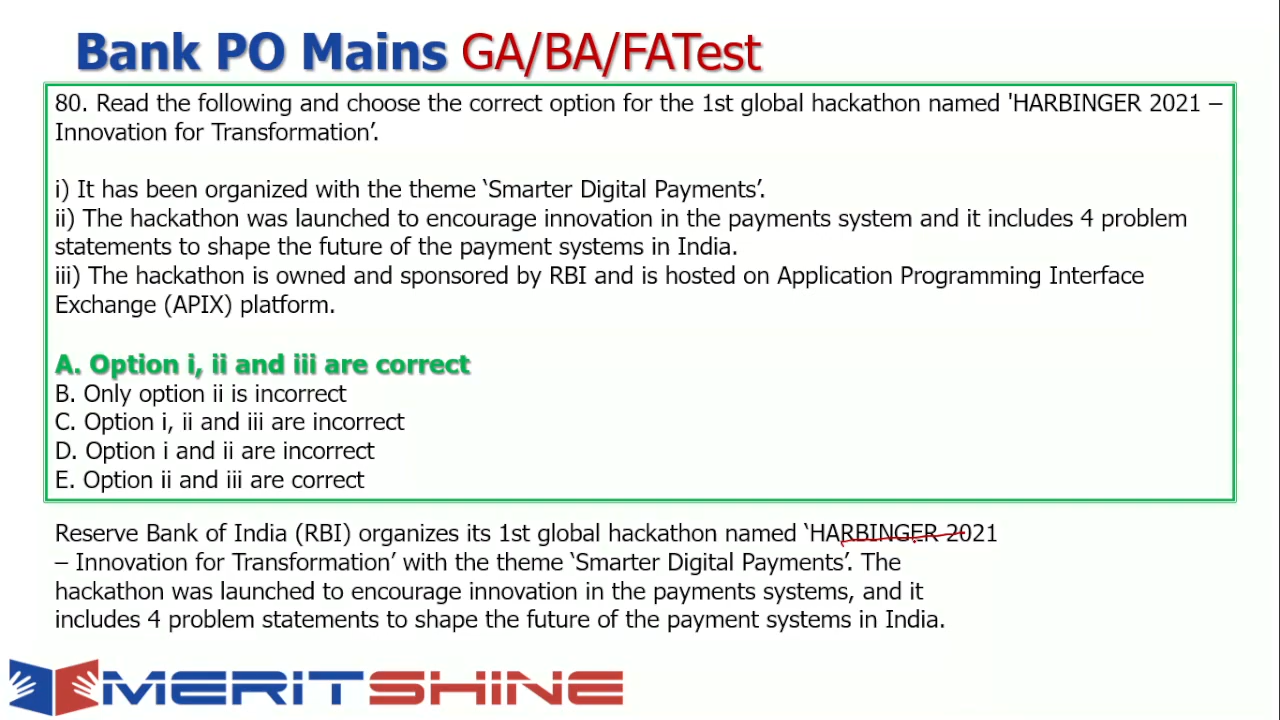 Bank PO Mains GA/BA/FATest
80. Read the following and choose the correct option for the 1st global hackathon named 'HARBINGER 2021 –
Innovation for Transformation’.
i) It has been organized with the theme ‘Smarter Digital Payments’.
ii) The hackathon was launched to encourage innovation in the payments system and it includes 4 problem
statements to shape the future of the payment systems in India.
iii) The hackathon is owned and sponsored by RBI and is hosted on Application Programming Interface
Exchange (APIX) platform.
A. Option i, ii and iii are correct
B. Only option ii is incorrect
C. Option i, ii and iii are incorrect
D. Option i and ii are incorrect
E. Option ii and iii are correct
Reserve Bank of India (RBI) organizes its 1st global hackathon named ‘HARBINGER 2021
– Innovation for Transformation’ with the theme ‘Smarter Digital Payments’. The
hackathon was launched to encourage innovation in the payments systems, and it
includes 4 problem statements to shape the future of the payment systems in India.
MERITSHINE